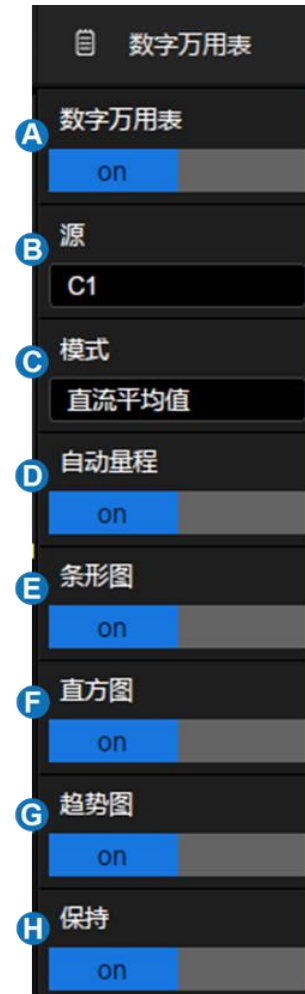 数字万用表
A 数字万用表
on
B 源
C1
C 模式
直流平均值
D 自动量程
on
E 条形图
on
F 直方图
on
G 趋势图
on
H 保持
on